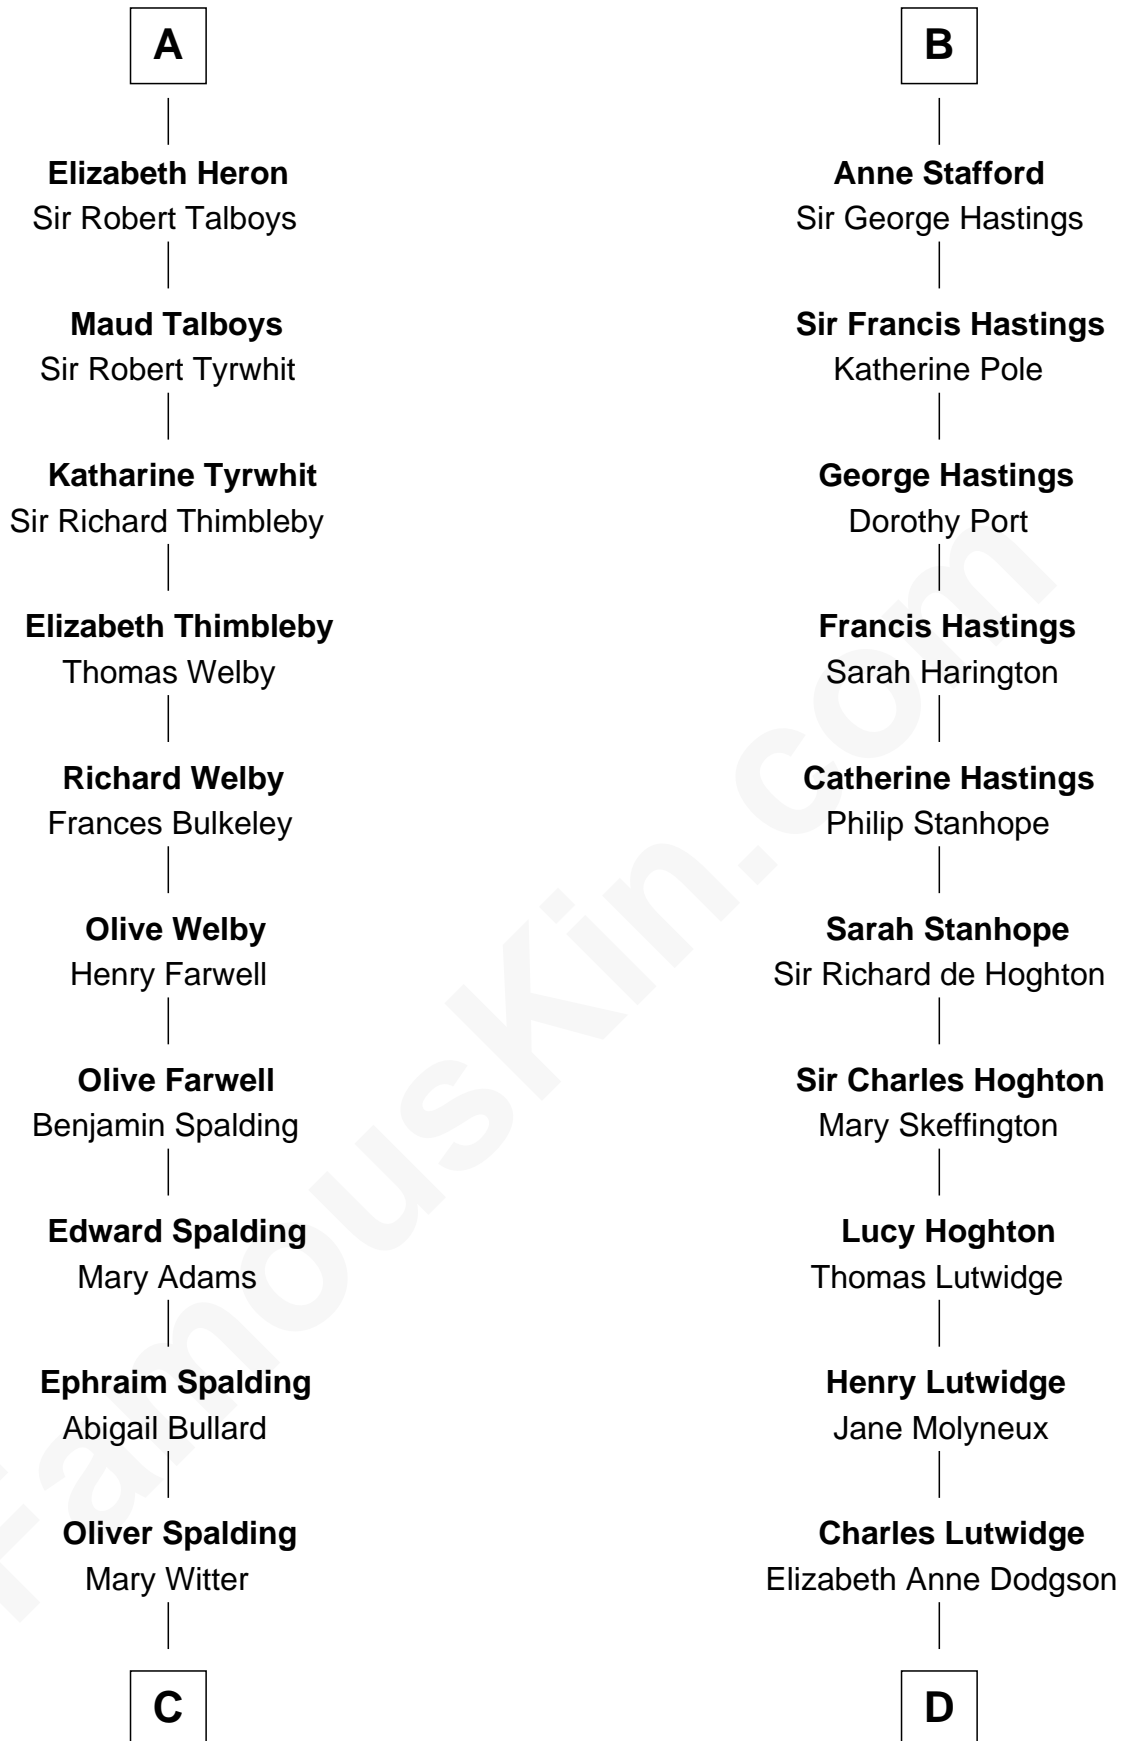 A
Elizabeth Heron
Sir Robert Talboys
Maud Talboys
Sir Robert Tyrwhit
Katharine Tyrwhit
Sir Richard Thimbleby
Elizabeth Thimbleby
Thomas Welby
Richard Welby
Frances Bulkeley
Olive Welby
Henry Farwell
Olive Farwell
Benjamin Spalding
Edward Spalding
Mary Adams
Ephraim Spalding
Abigail Bullard
Oliver Spalding
Mary Witter
C
B
Anne Stafford
Sir George Hastings
Sir Francis Hastings
Katherine Pole
George Hastings
Dorothy Port
Francis Hastings
Sarah Harington
Catherine Hastings
Philip Stanhope
Sarah Stanhope
Sir Richard de Hoghton
Sir Charles Hoghton
Mary Skeffington
Lucy Hoghton
Thomas Lutwidge
Henry Lutwidge
Jane Molyneux
Charles Lutwidge
Elizabeth Anne Dodgson
D
FamousKin.com